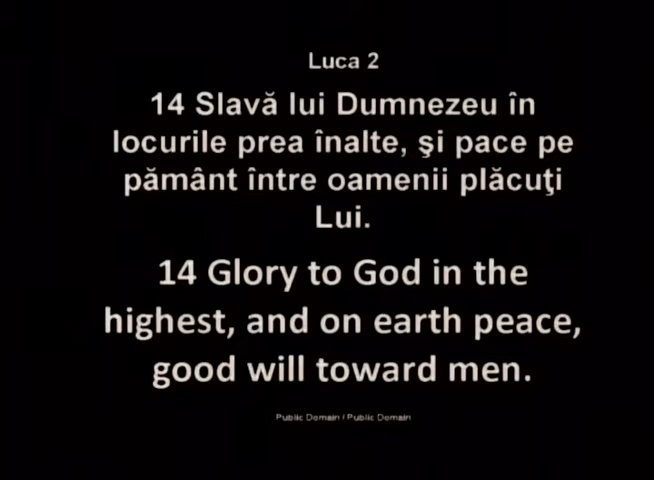 Luca 2
14 Slavă lui Dumnezeu în
locurile prea înalte, şi pace pe
pământ între oamenii plăcuţi
Lui.
14 Glory to God in the
highest, and on earth peace,
good will toward men.
Public Domain / Public Domain